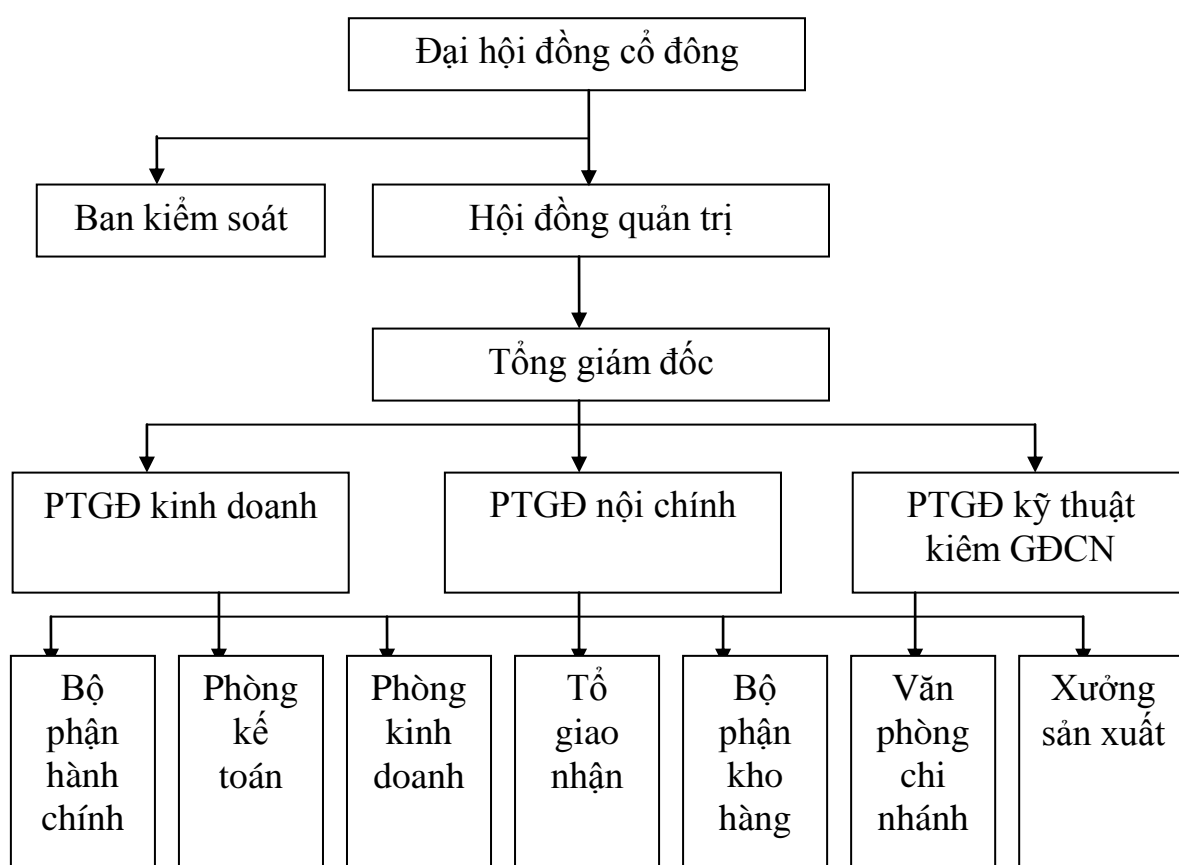 Đại hội đồng cổ đông
Ban kiểm soát
Hội đồng quản trị
Tổng giám đốc
PTGĐ kinh doanh
PTGĐ nội chính
PTGĐ kỹ thuật
kiêm GĐCN
Bộ
phận
hành
chính
Phòng
kế
toán
Phòng
kinh
doanh
Tổ
giao
nhận
Bộ
phận
kho
hàng
Văn
phòng
chi
nhánh
Xưởng
sản xuất